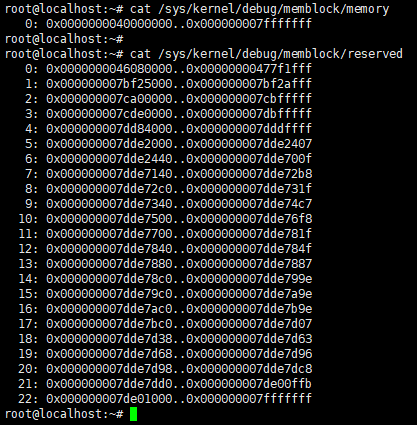 root@localhost:~# cat /sys/kernel/debug/memblock/memory
0: 0x0000000040000000..0x000000007fffffff
root@localhost:~#
root@localhost:~# cat /sys/kernel/debug/memblock/reserved
0: 0x0000000046080000..0x00000000477f1fff
1: 0x000000007bf25000..0x000000007bf2afff
2: 0x000000007ca00000..0x000000007cbfffff
3: 0x000000007cde0000..0x000000007dbfffff
4: 0x000000007dd84000..0x000000007dddffff
5: 0x000000007dde2000..0x000000007dde2407
6: 0x000000007dde2440..0x000000007dde700f
7: 0x000000007dde7140..0x000000007dde72b8
8: 0x000000007dde72c0..0x000000007dde731f
9: 0x000000007dde7340..0x000000007dde74c7
10: 0x000000007dde7500..0x000000007dde76f8
11: 0x000000007dde7700..0x000000007dde781f
12: 0x000000007dde7840..0x000000007dde784f
13: 0x000000007dde7880..0x000000007dde7887
14: 0x000000007dde78c0..0x000000007dde799e
15: 0x000000007dde79c0..0x000000007dde7a9e
16: 0x000000007dde7ac0..0x000000007dde7b9e
17: 0x000000007dde7bc0..0x000000007dde7d07
18: 0x000000007dde7d38..0x000000007dde7d63
19: 0x000000007dde7d68..0x000000007dde7d96
20: 0x000000007dde7d98..0x000000007dde7dc8
21: 0x000000007dde7dd0..0x000000007de00ffb
22: 0x000000007de01000..0x000000007fffffff
root@localhost:~#